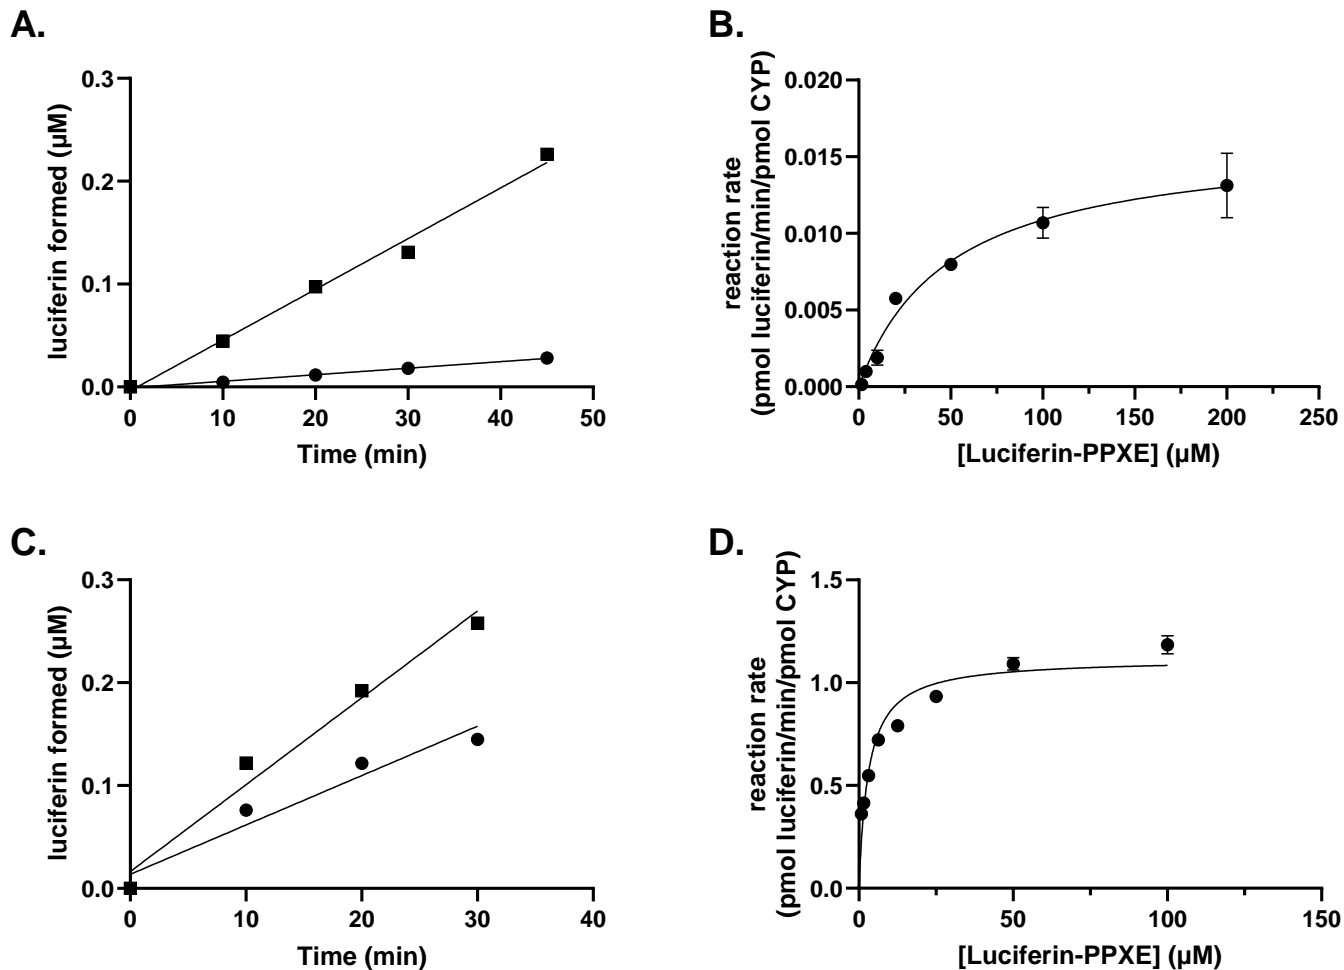 A.
luciferin formed (µM)
0.3
0.2
0.1
0.0
0 10 20 30 40 50
Time (min)
B.
reaction rate
(pmol luciferin/min/pmol CYP)
0.020
0.015
0.010
0.005
0.000
0 50 100 150 200 250
[Luciferin-PPXE] (µM)
C.
luciferin formed (µM)
0.3
0.2
0.1
0.0
0 10 20 30 40
Time (min)
D.
reaction rate
(pmol luciferin/min/pmol CYP)
1.5
1.0
0.5
0.0
0 50 100 150
[Luciferin-PPXE] (µM)